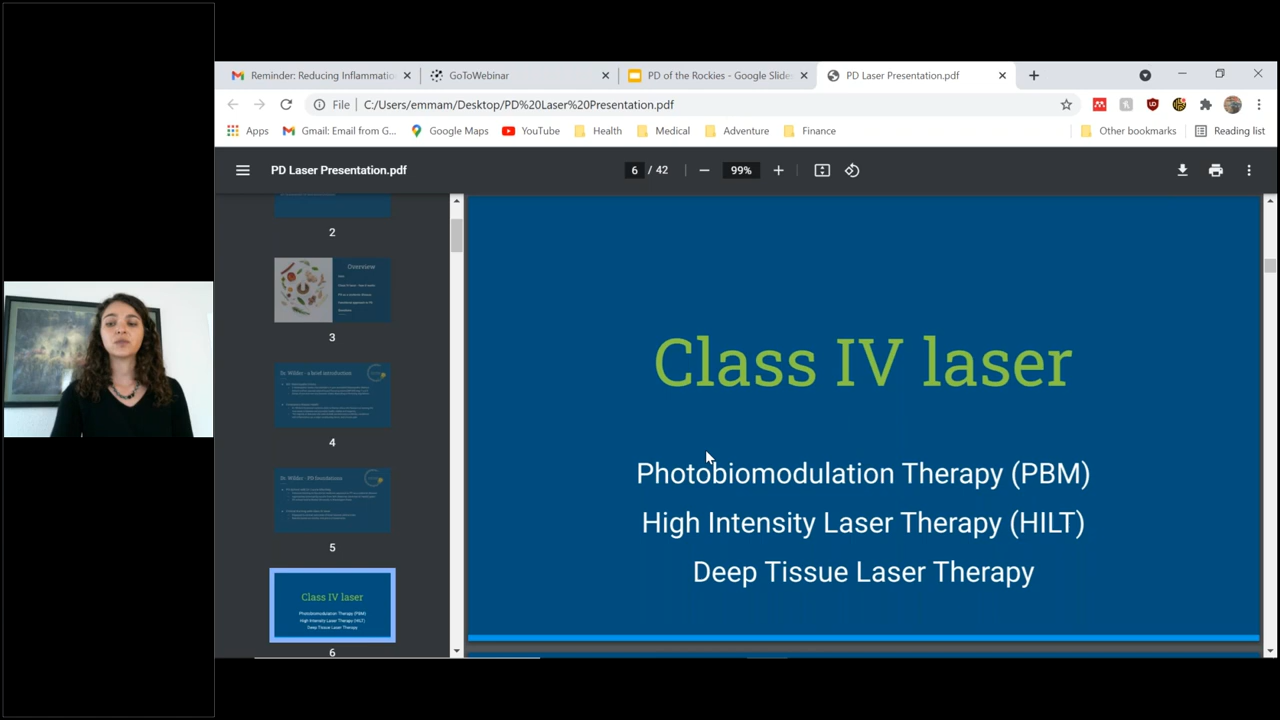 Reminder: Reducing Inflammatio
GoToWebinar
PD of the Rockies - Google Slides
PD Laser Presentation.pdf
File
C:/Users/emmam/Desktop/PD%20Laser%20Presentation.pdf
Apps
Gmail: Email from G...
Google Maps
YouTube
Health
Medical
Adventure
Finance
Other bookmarks
Reading list
PD Laser Presentation.pdf
6 / 42
99%
2
Overview
3
Dr. Wilder - a brief introduction
4
Dr. Wilder - PD foundations
5
Class IV laser
Photobiomodulation Therapy (PBM)
High Intensity Laser Therapy (HILT)
Deep Tissue Laser Therapy
6
Class IV laser
Photobiomodulation Therapy (PBM)
High Intensity Laser Therapy (HILT)
Deep Tissue Laser Therapy